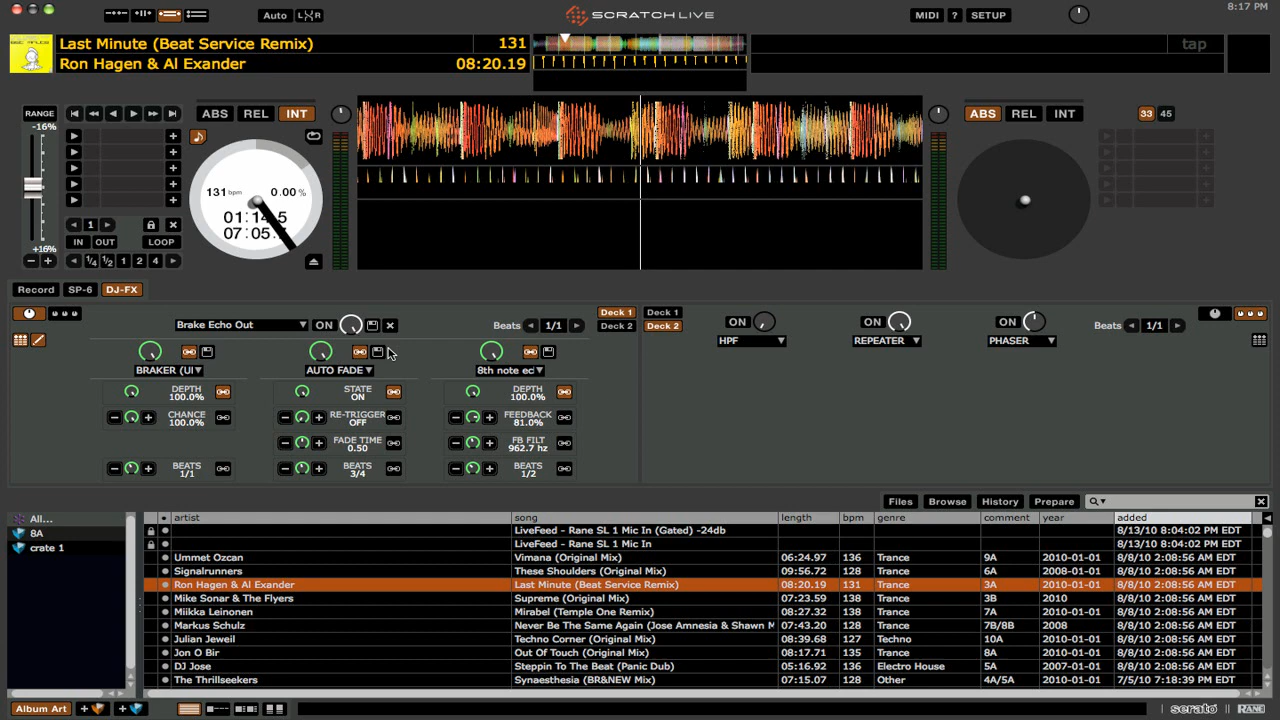 8:17 PM
Auto
SCRATCHLIVE
MIDI ? SETUP
Last Minute (Beat Service Remix) 131
Ron Hagen & Al Exander 08:20.19
tap
RANGE
-16%
+16%
ABS REL INT
131 bpm 0.00 %
01:14.5
07:05.
1
IN OUT LOOP
1/4 1/2 1 2 4
ABS REL INT
33 45
Record SP-6 DJ-FX
Brake Echo Out ON Beats 1/1
Deck 1
Deck 2
BRAKER (UI AUTO FADE 8th note ec
DEPTH 100.0%
CHANCE 100.0%
BEATS 1/1
STATE ON
RE-TRIGGER OFF
FADE TIME 0.50
BEATS 3/4
DEPTH 100.0%
FEEDBACK 81.0%
FB FILT 962.7 hz
BEATS 1/2
Deck 1
Deck 2
ON ON ON Beats 1/1
HPF REPEATER PHASER
Files Browse History Prepare
All...
8A
crate 1
artist song length bpm genre comment year added
LiveFeed - Rane SL 1 Mic In (Gated) -24db 8/13/10 8:04:02 PM EDT
LiveFeed - Rane SL 1 Mic In 8/13/10 8:04:02 PM EDT
Ummet Ozcan Vimana (Original Mix) 06:24.97 136 Trance 9A 2010-01-01 8/8/10 2:08:56 AM EDT
Signalrunners These Shoulders (Original Mix) 09:56.72 128 Trance 6A 2008-01-01 8/8/10 2:08:56 AM EDT
Ron Hagen & Al Exander Last Minute (Beat Service Remix) 08:20.19 131 Trance 3A 2010-01-01 8/8/10 2:08:56 AM EDT
Mike Sonar & The Flyers Supreme (Original Mix) 07:23.59 138 Trance 3B 2010 8/8/10 2:08:56 AM EDT
Miikka Leinonen Mirabel (Temple One Remix) 08:27.32 138 Trance 7A 2010-01-01 8/8/10 2:08:56 AM EDT
Markus Schulz Never Be The Same Again (Jose Amnesia & Shawn M 07:43.20 128 Trance 7B/8B 2008 8/8/10 2:08:56 AM EDT
Julian Jeweil Techno Corner (Original Mix) 08:39.68 127 Techno 10A 2010-01-01 8/8/10 2:08:56 AM EDT
Jon O Bir Out Of Touch (Original Mix) 08:17.71 135 Trance 8A 2010-01-01 8/8/10 2:08:56 AM EDT
DJ Jose Steppin To The Beat (Panic Dub) 05:16.92 128 Electro House 5A 2007-01-01 8/8/10 2:08:56 AM EDT
The Thrillseekers Synaesthesia (BR&NEW Mix) 07:15.07 128 Other 4A/5A 7/5/10 7:18:39 PM EDT
Album Art
serato RANE